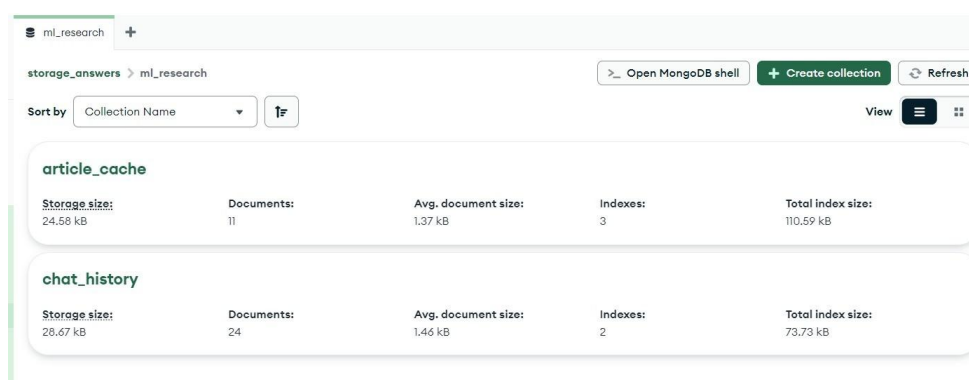 ml_research +
storage_answers > ml_research
>_ Open MongoDB shell + Create collection Refresh
Sort by Collection Name View
article_cache
Storage size: Documents: Avg. document size: Indexes: Total index size:
24.58 kB 11 1.37 kB 3 110.59 kB
chat_history
Storage size: Documents: Avg. document size: Indexes: Total index size:
28.67 kB 24 1.46 kB 2 73.73 kB